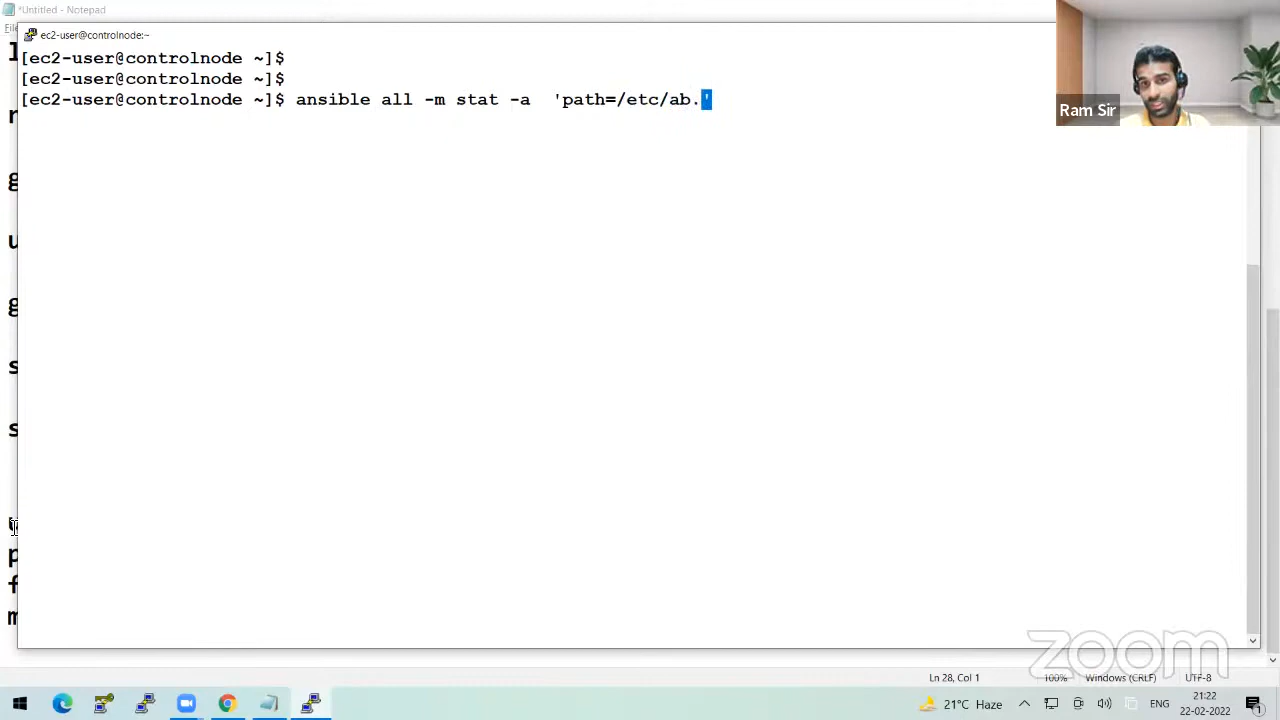 *Untitled - Notepad
File
ec2-user@controlnode:~
[ec2-user@controlnode ~]$
[ec2-user@controlnode ~]$
[ec2-user@controlnode ~]$ ansible all -m stat -a  'path=/etc/ab.'
Ram Sir
g
u
g
s
s
p
f
m
zoom
Ln 28, Col 1
100%
Windows (CRLF)
UTF-8
21°C Haze
ENG
21:22
22-02-2022
1